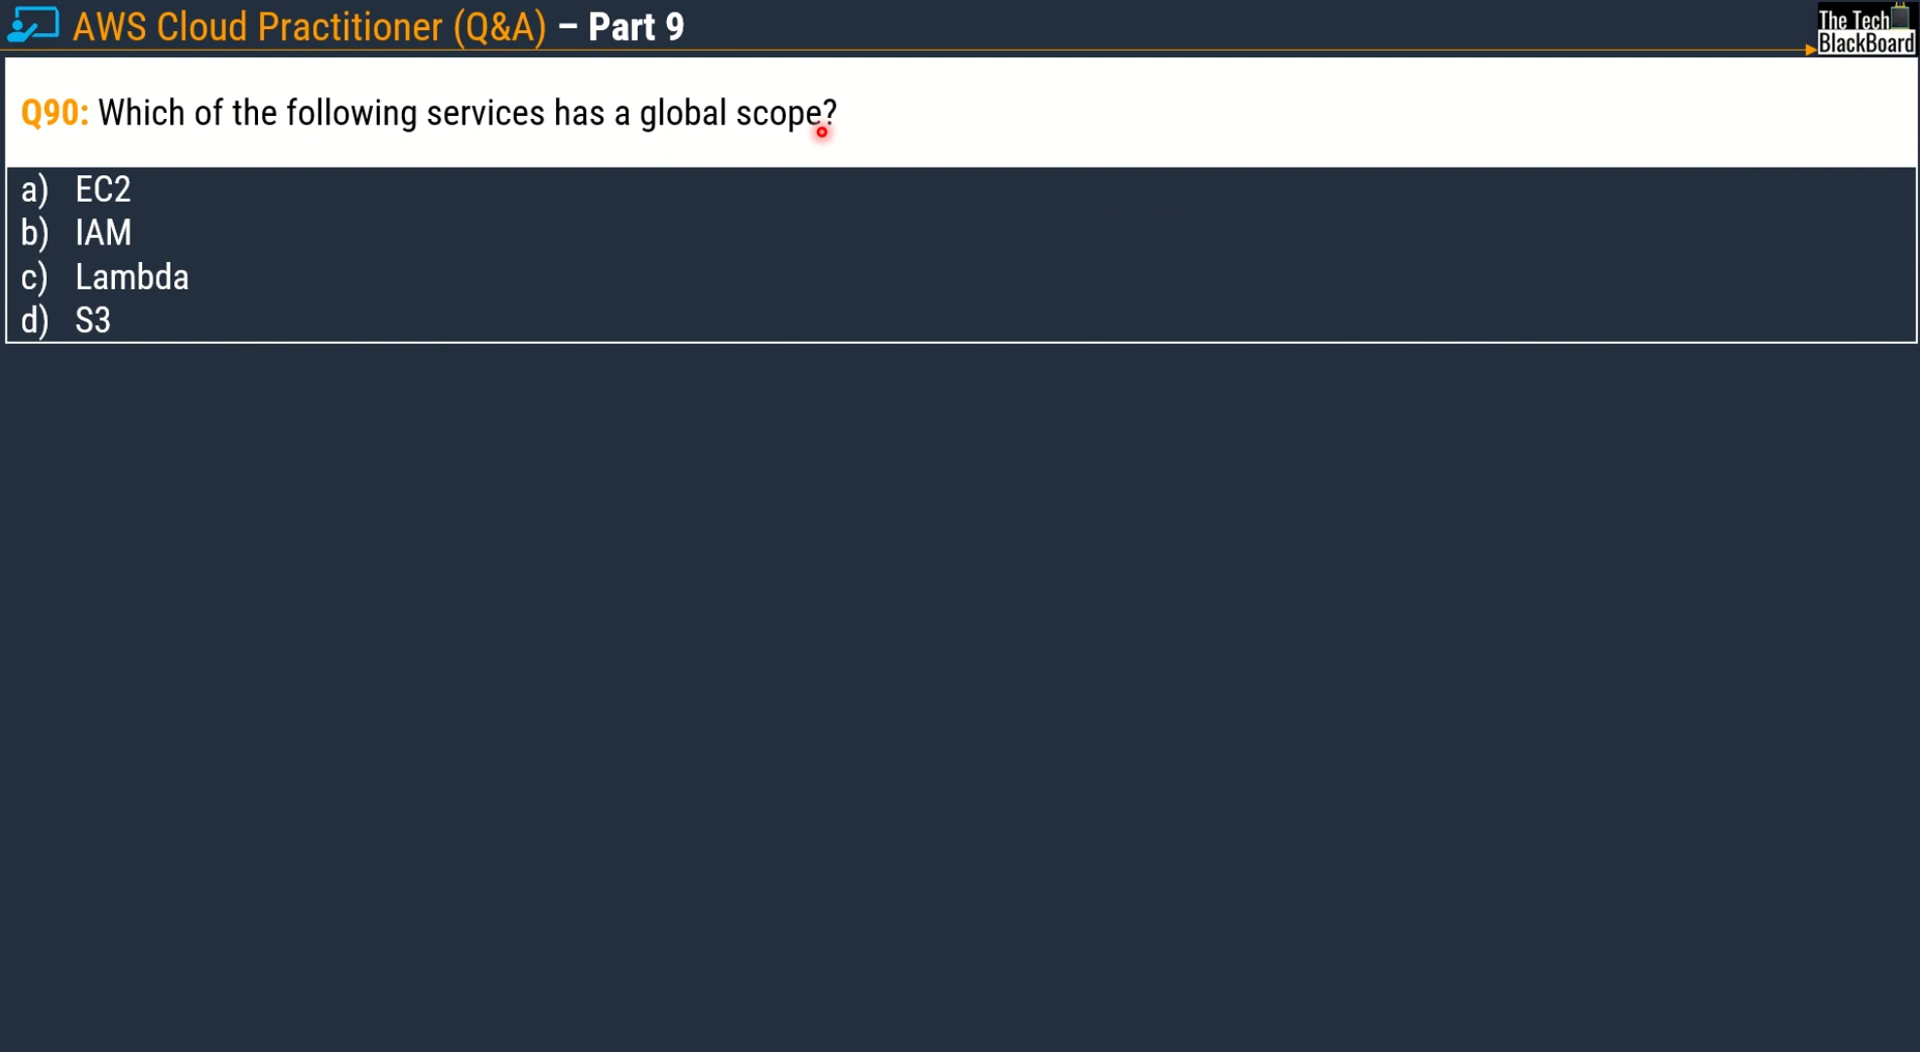 AWS Cloud Practitioner (Q&A) – Part 9
The Tech
BlackBoard
Q90: Which of the following services has a global scope?
a) EC2
b) IAM
c) Lambda
d) S3